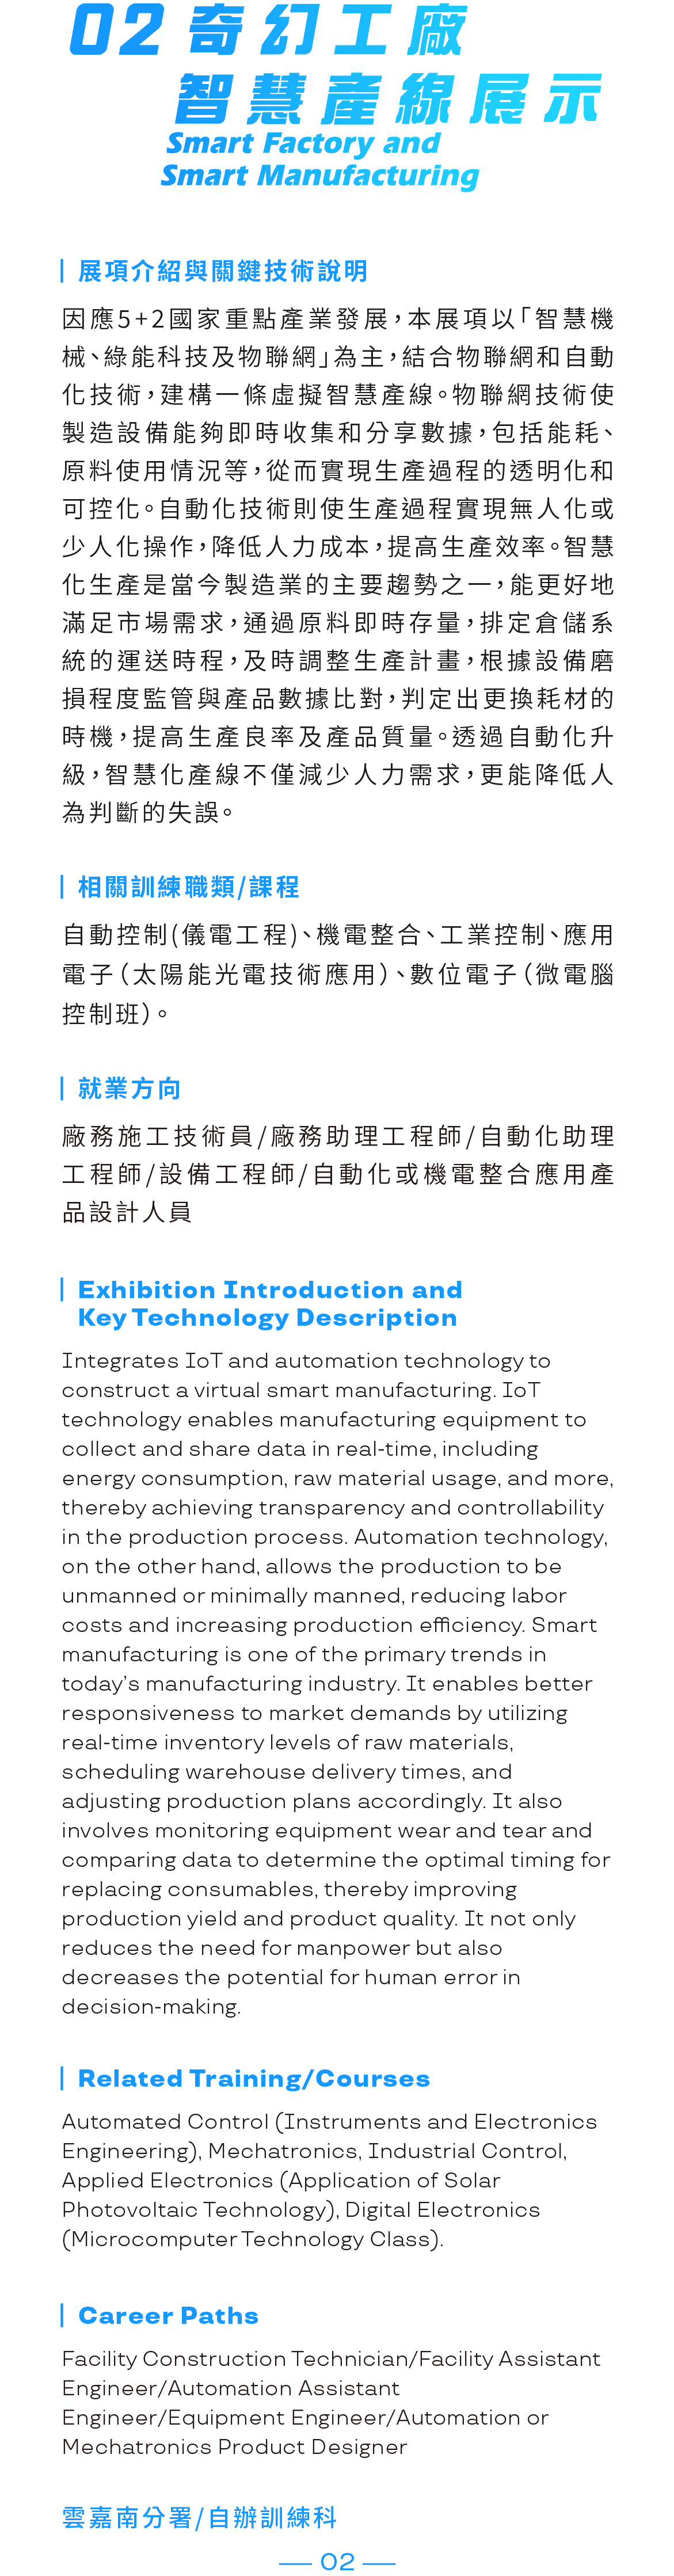 02 奇幻工廠
智慧產線展示
Smart Factory and
Smart Manufacturing
展項介紹與關鍵技術說明
因應5+2國家重點產業發展，本展項以「智慧機
械、綠能科技及物聯網」為主，結合物聯網和自動
化技術，建構一條虛擬智慧產線。物聯網技術使
製造設備能夠即時收集和分享數據，包括能耗、
原料使用情況等，從而實現生產過程的透明化和
可控化。自動化技術則使生產過程實現無人化或
少人化操作，降低人力成本，提高生產效率。智慧
化生產是當今製造業的主要趨勢之一，能更好地
滿足市場需求，通過原料即時存量，排定倉儲系
統的運送時程，及時調整生產計畫，根據設備磨
損程度監管與產品數據比對，判定出更換耗材的
時機，提高生產良率及產品質量。透過自動化升
級，智慧化產線不僅減少人力需求，更能降低人
為判斷的失誤。
相關訓練職類/課程
自動控制(儀電工程)、機電整合、工業控制、應用
電子（太陽能光電技術應用）、數位電子（微電腦
控制班）。
就業方向
廠務施工技術員/廠務助理工程師/自動化助理
工程師/設備工程師/自動化或機電整合應用產
品設計人員
Exhibition Introduction and
Key Technology Description
Integrates IoT and automation technology to
construct a virtual smart manufacturing. IoT
technology enables manufacturing equipment to
collect and share data in real-time, including
energy consumption, raw material usage, and more,
thereby achieving transparency and controllability
in the production process. Automation technology,
on the other hand, allows the production to be
unmanned or minimally manned, reducing labor
costs and increasing production efficiency. Smart
manufacturing is one of the primary trends in
today's manufacturing industry. It enables better
responsiveness to market demands by utilizing
real-time inventory levels of raw materials,
scheduling warehouse delivery times, and
adjusting production plans accordingly. It also
involves monitoring equipment wear and tear and
comparing data to determine the optimal timing for
replacing consumables, thereby improving
production yield and product quality. It not only
reduces the need for manpower but also
decreases the potential for human error in
decision-making.
Related Training/Courses
Automated Control (Instruments and Electronics
Engineering), Mechatronics, Industrial Control,
Applied Electronics (Application of Solar
Photovoltaic Technology), Digital Electronics
(Microcomputer Technology Class).
Career Paths
Facility Construction Technician/Facility Assistant
Engineer/Automation Assistant
Engineer/Equipment Engineer/Automation or
Mechatronics Product Designer
雲嘉南分署/自辦訓練科
— 02 —